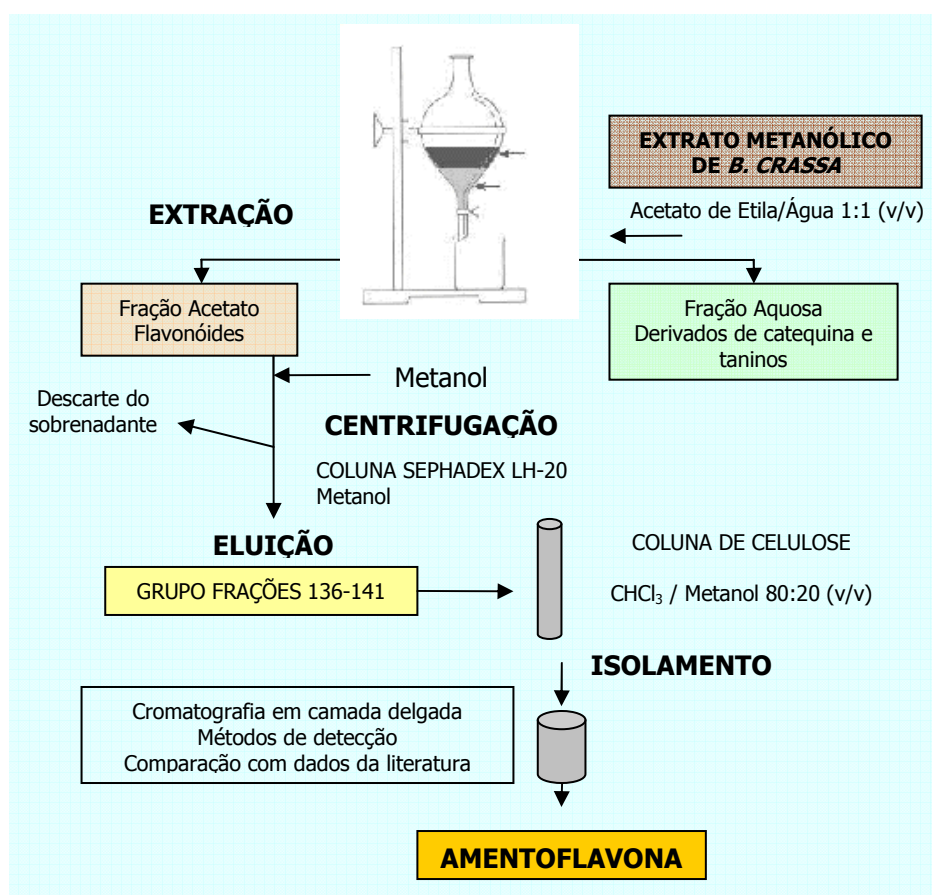 EXTRATO METANÓLICO
DE B. CRASSA
EXTRAÇÃO
Acetato de Etila/Água 1:1 (v/v)
Fração Acetato
Flavonóides
Fração Aquosa
Derivados de catequina e
taninos
Metanol
Descarte do
sobrenadante
CENTRIFUGAÇÃO
COLUNA SEPHADEX LH-20
Metanol
ELUIÇÃO
GRUPO FRAÇÕES 136-141
COLUNA DE CELULOSE
CHCl₃ / Metanol 80:20 (v/v)
ISOLAMENTO
Cromatografia em camada delgada
Métodos de detecção
Comparação com dados da literatura
AMENTOFLAVONA